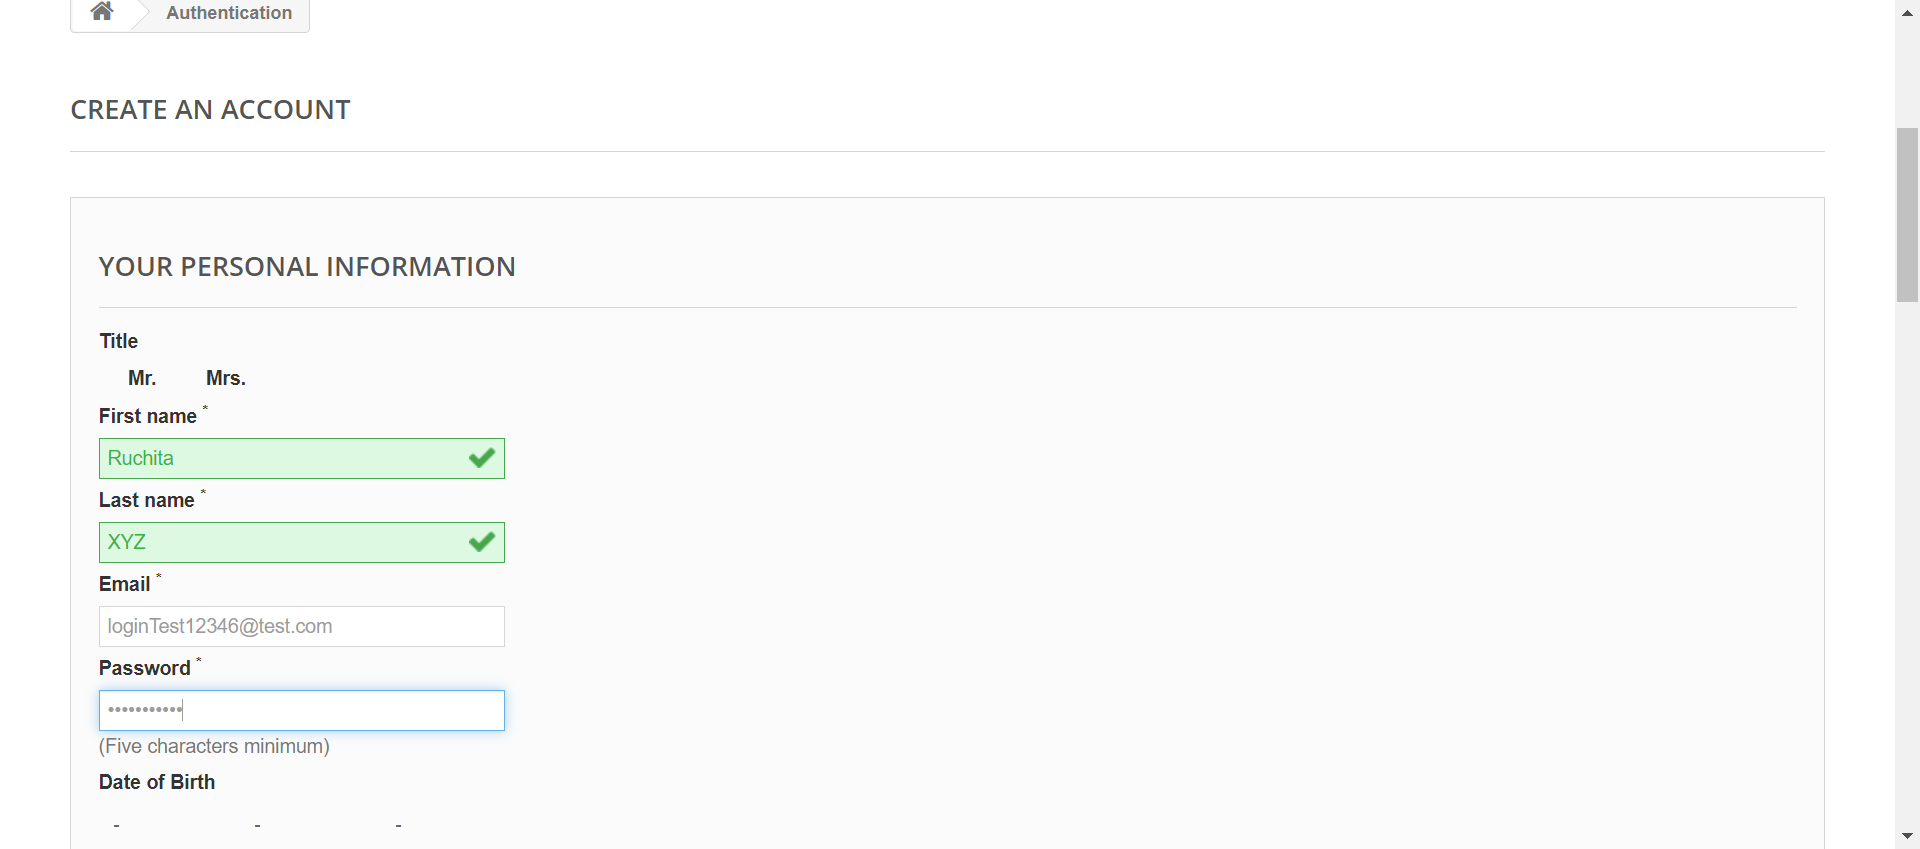 Authentication
CREATE AN ACCOUNT
YOUR PERSONAL INFORMATION
Title
Mr. Mrs.
First name *
Ruchita
Last name *
XYZ
Email *
loginTest12346@test.com
Password *
•••••••••••
(Five characters minimum)
Date of Birth
- - -